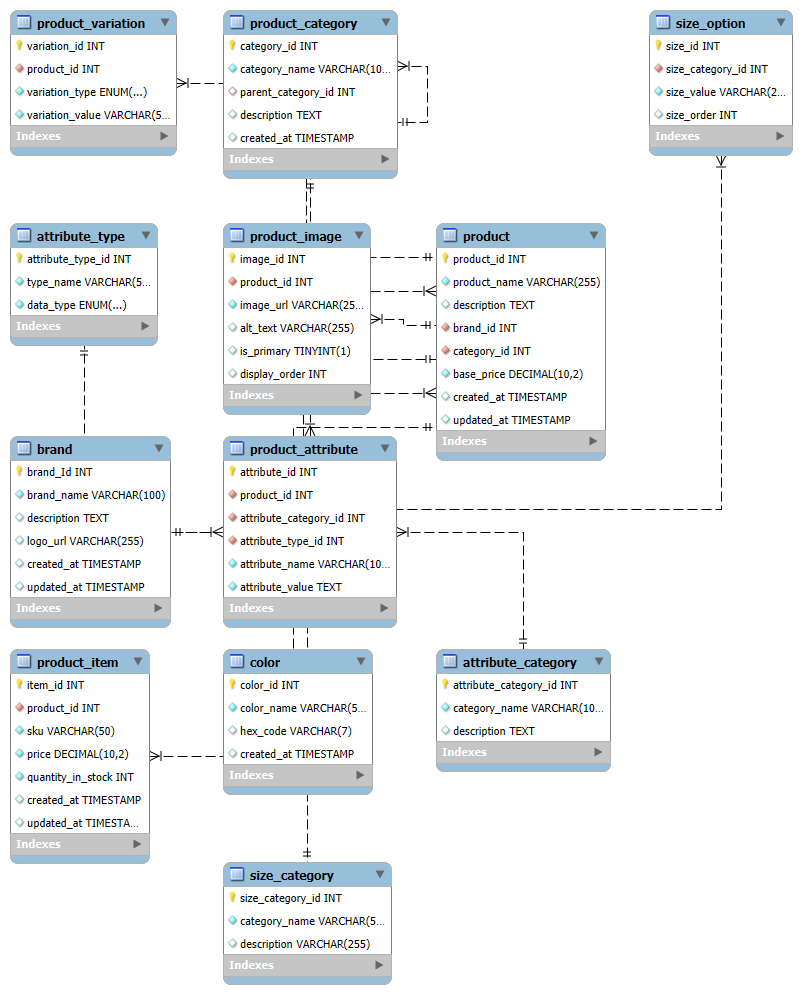 product_variation
variation_id INT
product_id INT
variation_type ENUM(...)
variation_value VARCHAR(5...
Indexes
product_category
category_id INT
category_name VARCHAR(10...
parent_category_id INT
description TEXT
created_at TIMESTAMP
Indexes
size_option
size_id INT
size_category_id INT
size_value VARCHAR(2...
size_order INT
Indexes
attribute_type
attribute_type_id INT
type_name VARCHAR(5...
data_type ENUM(...)
Indexes
product_image
image_id INT
product_id INT
image_url VARCHAR(25...
alt_text VARCHAR(255)
is_primary TINYINT(1)
display_order INT
Indexes
product
product_id INT
product_name VARCHAR(255)
description TEXT
brand_id INT
category_id INT
base_price DECIMAL(10,2)
created_at TIMESTAMP
updated_at TIMESTAMP
Indexes
brand
brand_Id INT
brand_name VARCHAR(100)
description TEXT
logo_url VARCHAR(255)
created_at TIMESTAMP
updated_at TIMESTAMP
Indexes
product_attribute
attribute_id INT
product_id INT
attribute_category_id INT
attribute_type_id INT
attribute_name VARCHAR(10...
attribute_value TEXT
Indexes
product_item
item_id INT
product_id INT
sku VARCHAR(50)
price DECIMAL(10,2)
quantity_in_stock INT
created_at TIMESTAMP
updated_at TIMESTA...
Indexes
color
color_id INT
color_name VARCHAR(5...
hex_code VARCHAR(7)
created_at TIMESTAMP
Indexes
attribute_category
attribute_category_id INT
category_name VARCHAR(10...
description TEXT
Indexes
size_category
size_category_id INT
category_name VARCHAR(5...
description VARCHAR(255)
Indexes